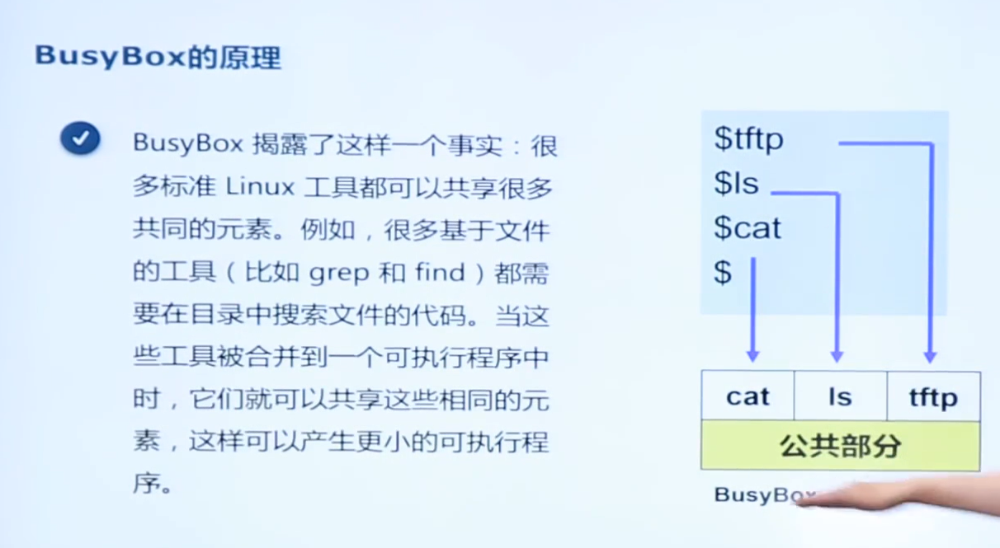 BusyBox的原理
BusyBox 揭露了这样一个事实：很
多标准 Linux 工具都可以共享很多
共同的元素。例如，很多基于文件
的工具（比如 grep 和 find）都需
要在目录中搜索文件的代码。当这
些工具被合并到一个可执行程序中
时，它们就可以共享这些相同的元
素，这样可以产生更小的可执行程
序。
$tftp
$ls
$cat
$
cat ls tftp
公共部分
BusyBox